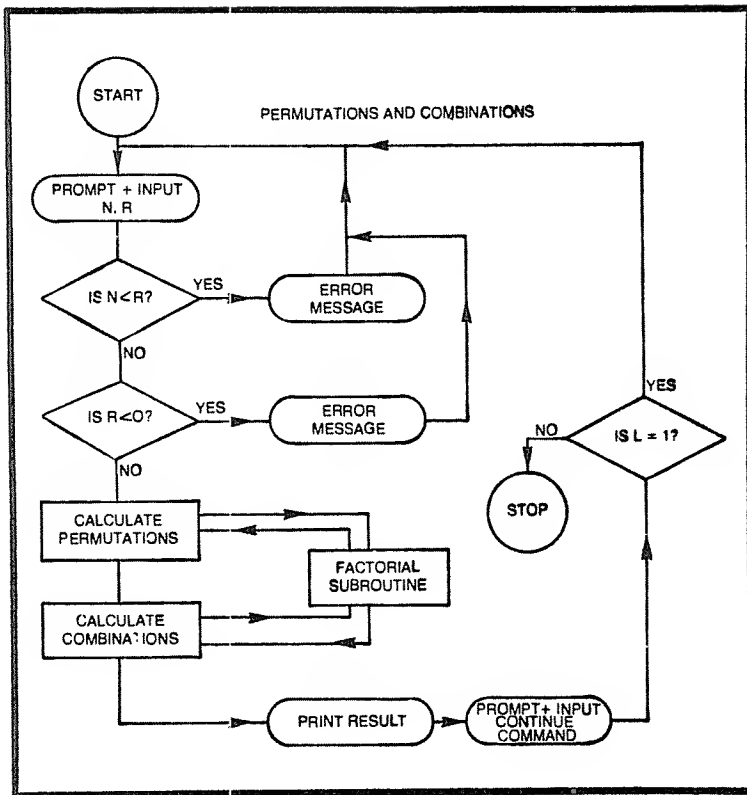 START
PERMUTATIONS AND COMBINATIONS
PROMPT + INPUT
N, R
IS N<R?
YES
ERROR
MESSAGE
NO
IS R<O?
YES
ERROR
MESSAGE
NO
YES
IS L = 1?
NO
STOP
CALCULATE
PERMUTATIONS
FACTORIAL
SUBROUTINE
CALCULATE
COMBINATIONS
PRINT RESULT
PROMPT+ INPUT
CONTINUE
COMMAND